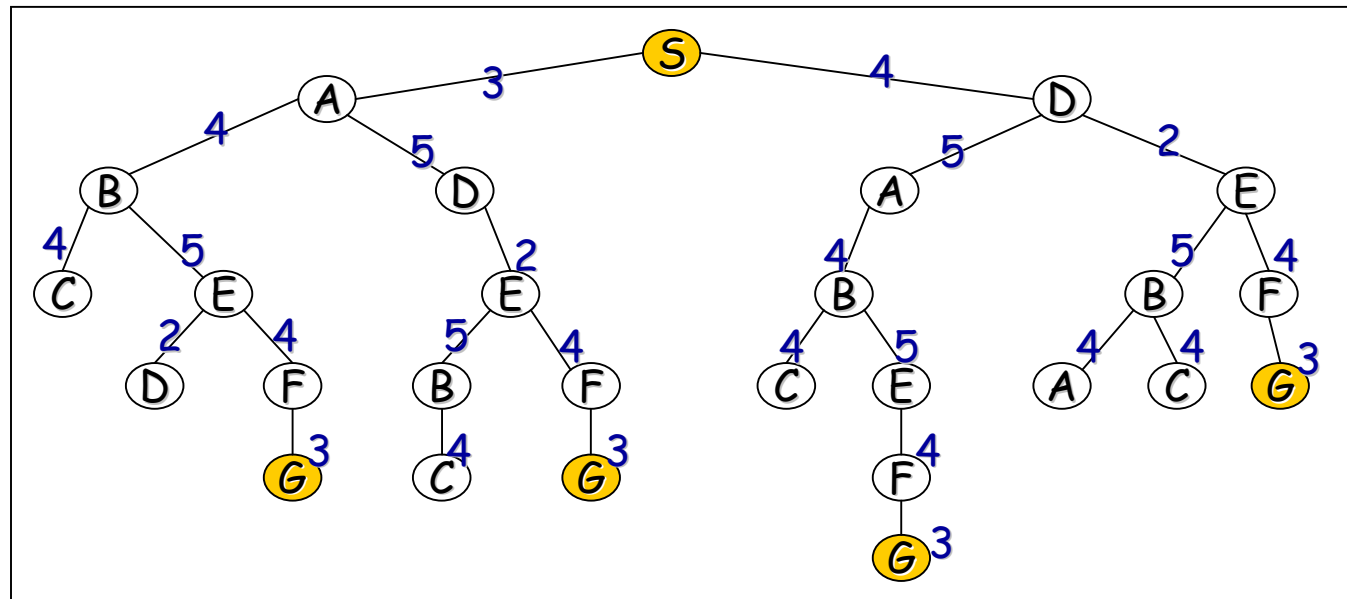 S
3 4
A D
4 5 5 2
B D A E
4 5 2 4 5 4
C E E B B F
2 4 5 4 4 5 4 4 3
D F B F C E A C G
3 4 3 4
G C G F
3
G